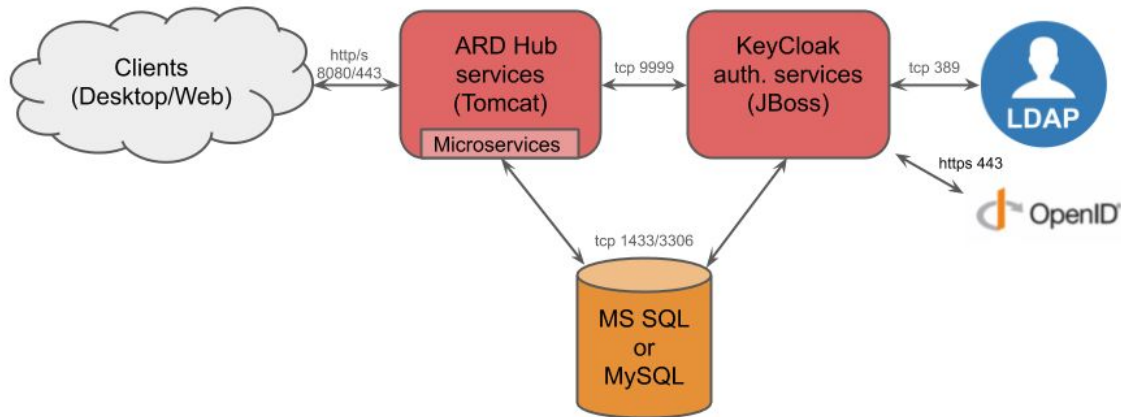 Clients
(Desktop/Web)
http/s
8080/443
ARD Hub
services
(Tomcat)
Microservices
tcp 9999
KeyCloak
auth. services
(JBoss)
tcp 389
LDAP
https 443
OpenID®
tcp 1433/3306
MS SQL
or
MySQL